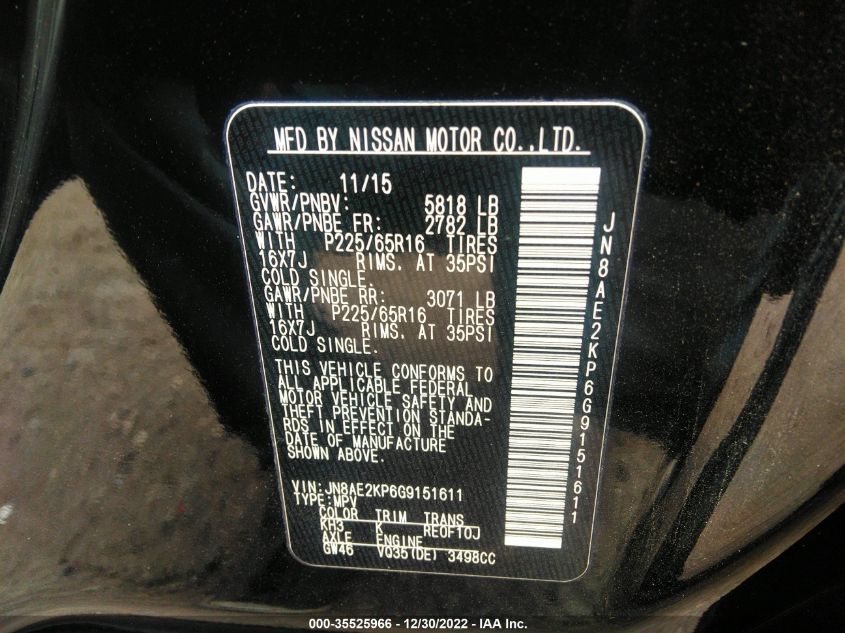 MFD BY NISSAN MOTOR CO.,LTD.
DATE: 11/15
GVWR/PNBV: 5818 LB
GAWR/PNBE FR: 2782 LB
WITH P225/65R16 TIRES
16X7J RIMS. AT 35PSI
COLD SINGLE.
GAWR/PNBE RR: 3071 LB
WITH P225/65R16 TIRES
16X7J RIMS. AT 35PSI
COLD SINGLE.
THIS VEHICLE CONFORMS TO
ALL APPLICABLE FEDERAL
MOTOR VEHICLE SAFETY AND
THEFT PREVENTION STANDA-
RDS IN EFFECT ON THE
DATE OF MANUFACTURE
SHOWN ABOVE.
VIN:JN8AE2KP6G9151611
TYPE:MPV
COLOR TRIM TRANS
KH3 K RE0F10J
AXLE ENGINE
GW46 VQ35(DE) 3498CC
JN8AE2KP6G9151611
000-35525966 - 12/30/2022 - IAA Inc.